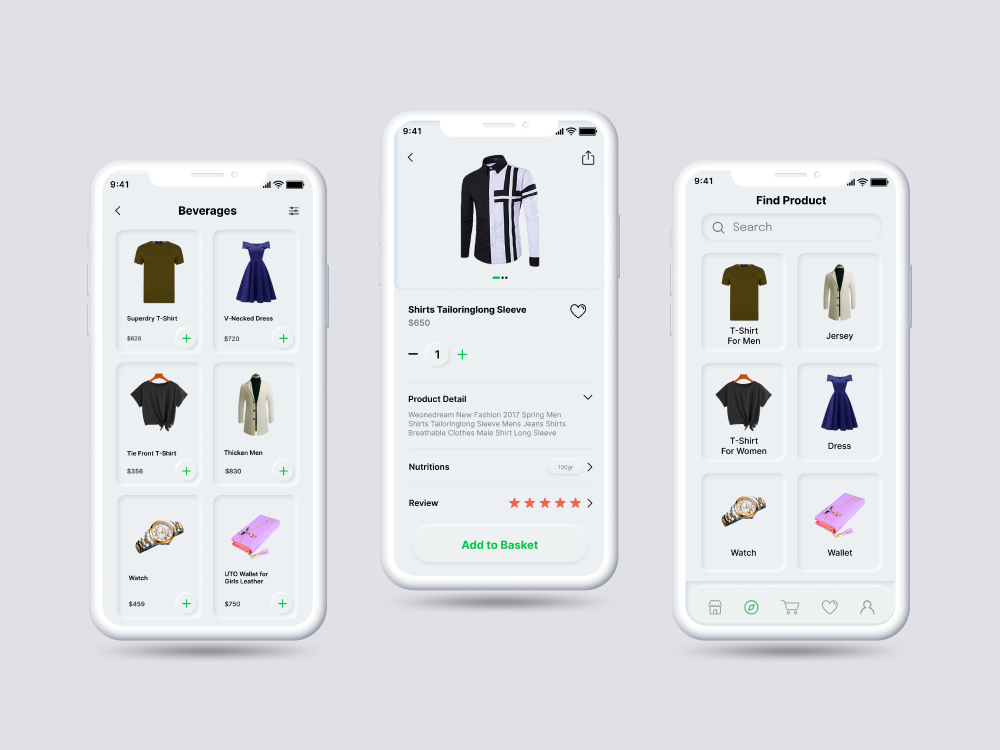 9:41
Beverages
Superdry T-Shirt
$628
V-Necked Dress
$720
Tie Front T-Shirt
$356
Thicken Men
$830
Watch
$459
UTO Wallet for
Girls Leather
$750
9:41
Shirts Tailoringlong Sleeve
$650
1
Product Detail
Weonedream New Fashion 2017 Spring Men
Shirts Tailoringlong Sleeve Mens Jeans Shirts
Breathable Clothes Male Shirt Long Sleeve
Nutritions
100gr
Review
Add to Basket
9:41
Find Product
Search
T-Shirt
For Men
Jersey
T-Shirt
For Women
Dress
Watch
Wallet